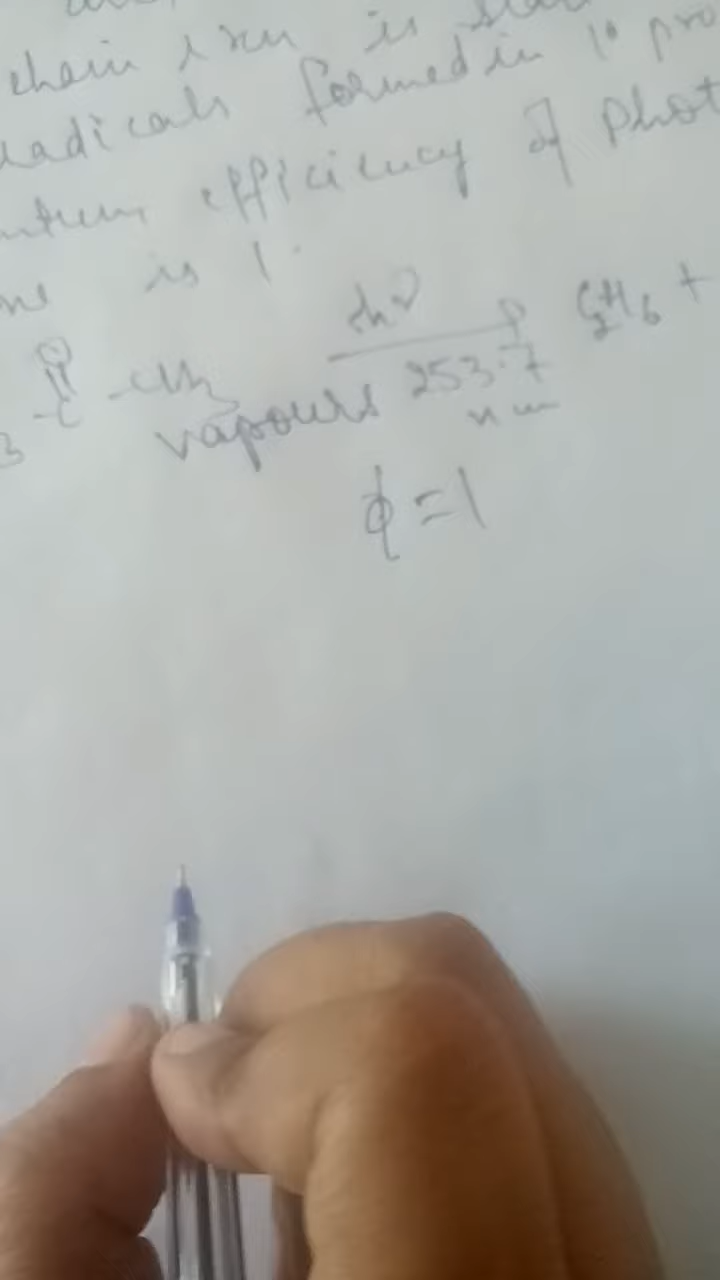 chain rxn is
radicals formed in 1° pro
efficiency of Phot
is 1.
hν
O
|| -C -CH3 C2H6 +
vapours 253.7
nm
ϕ = 1